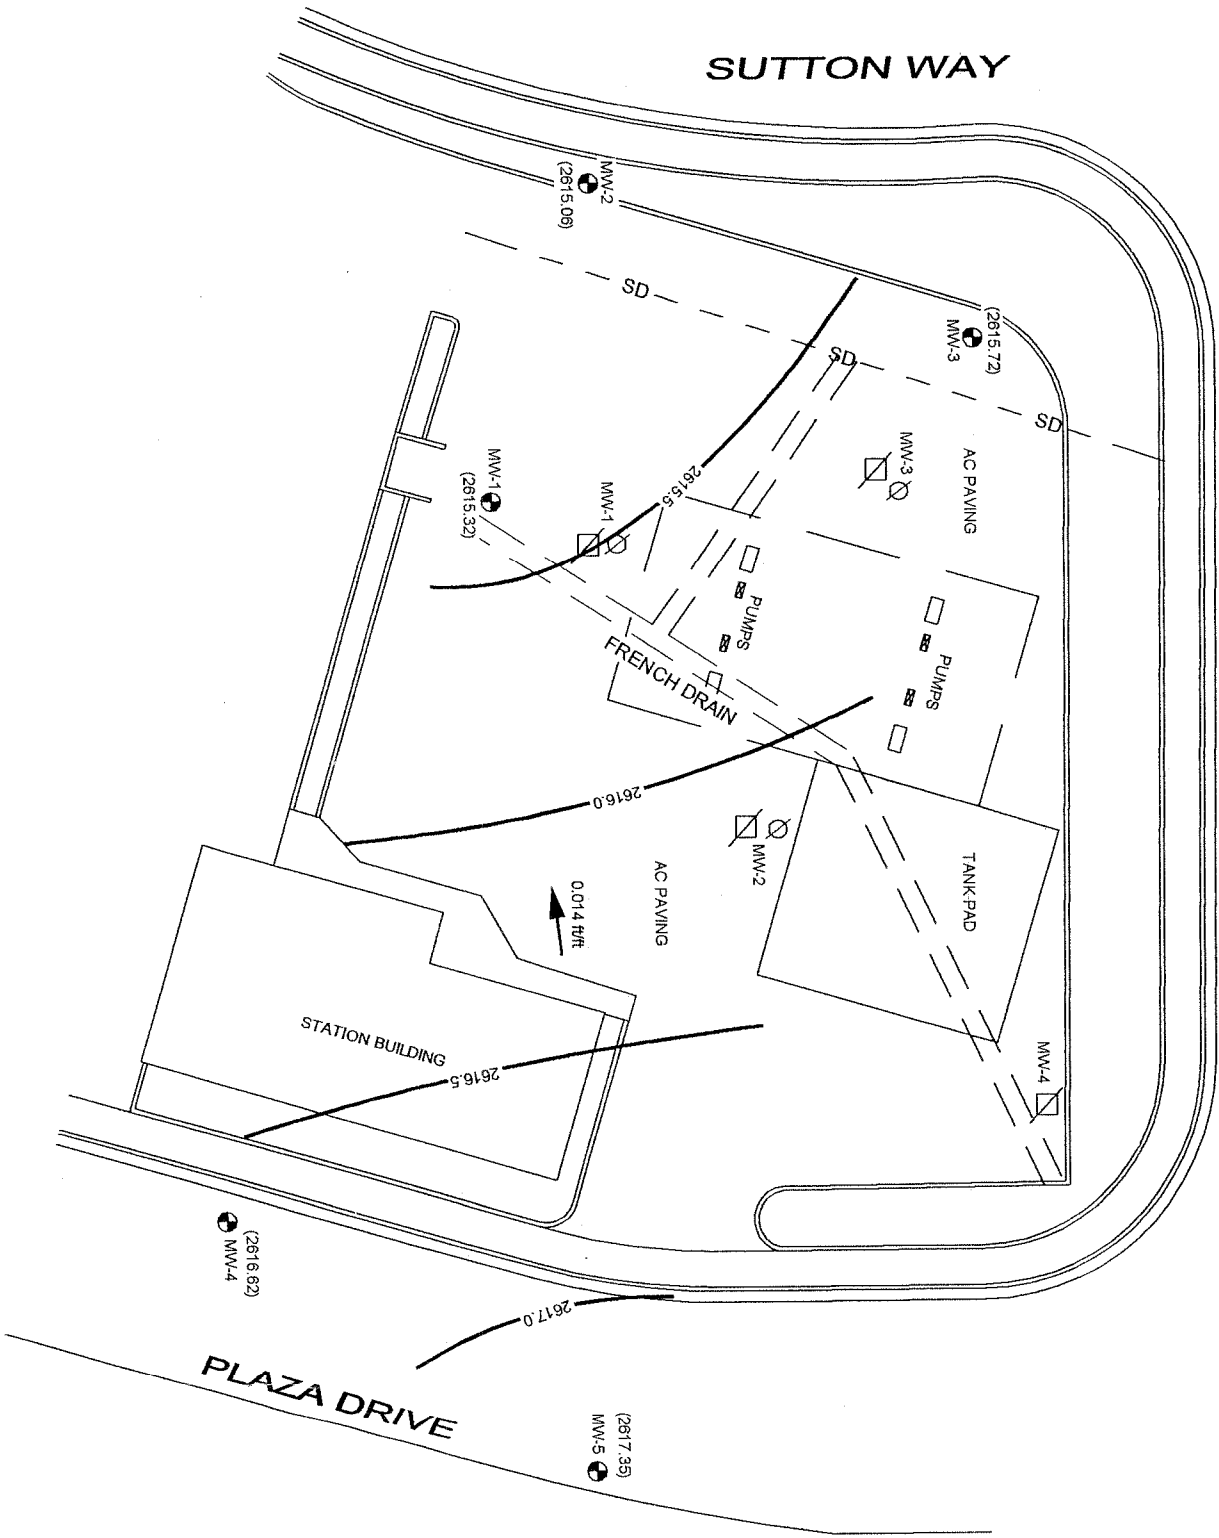 SUTTON WAY
MW-2
(2615.06)
SD
(2615.72)
MW-3
SD
SD
MW-3
AC PAVING
MW-1
(2615.32)
MW-1
2615.5
PUMPS
PUMPS
FRENCH DRAIN
2616.0
MW-2
AC PAVING
TANK PAD
0.014 ft/ft
STATION BUILDING
2616.5
MW-4
(2616.62)
MW-4
2617.0
PLAZA DRIVE
(2617.35)
MW-5